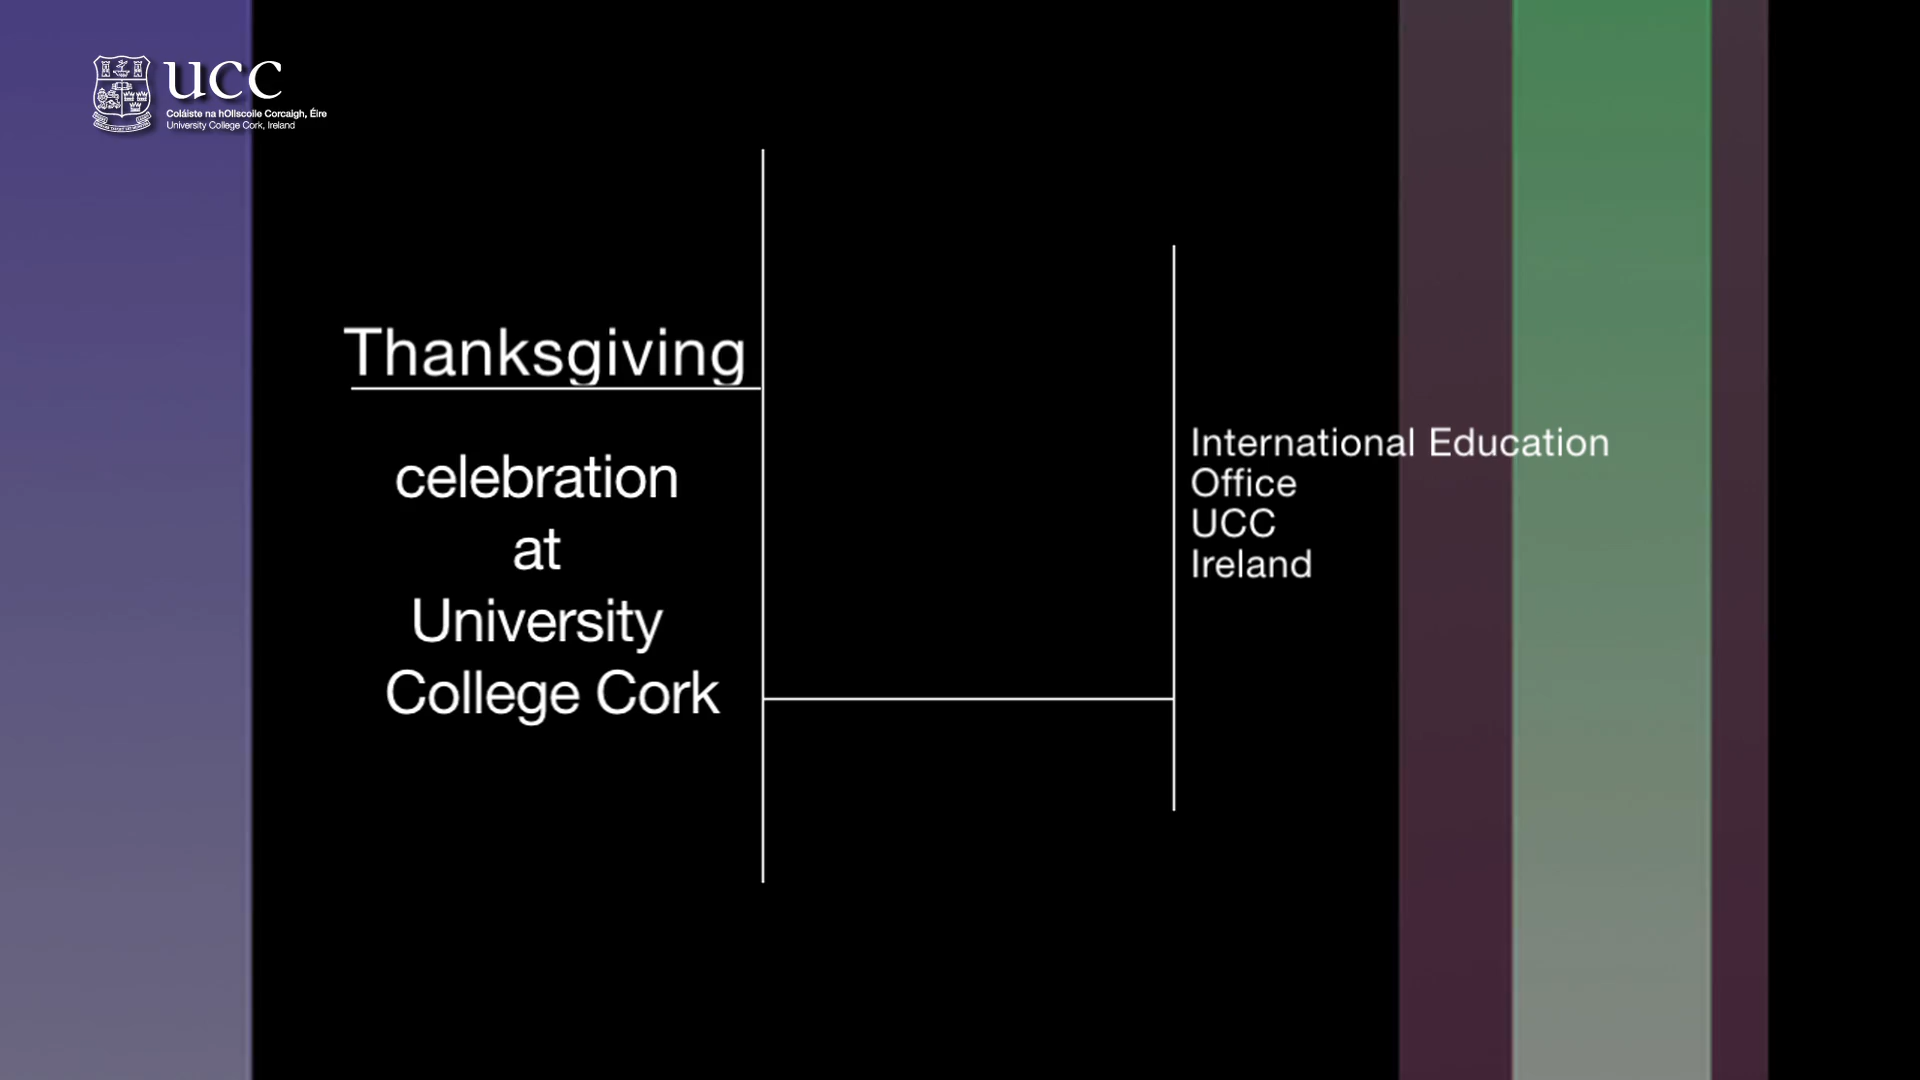 ucc
Coláiste na hOllscoile Corcaigh, Éire
University College Cork, Ireland
Thanksgiving
celebration
at
University
College Cork
International Education
Office
UCC
Ireland